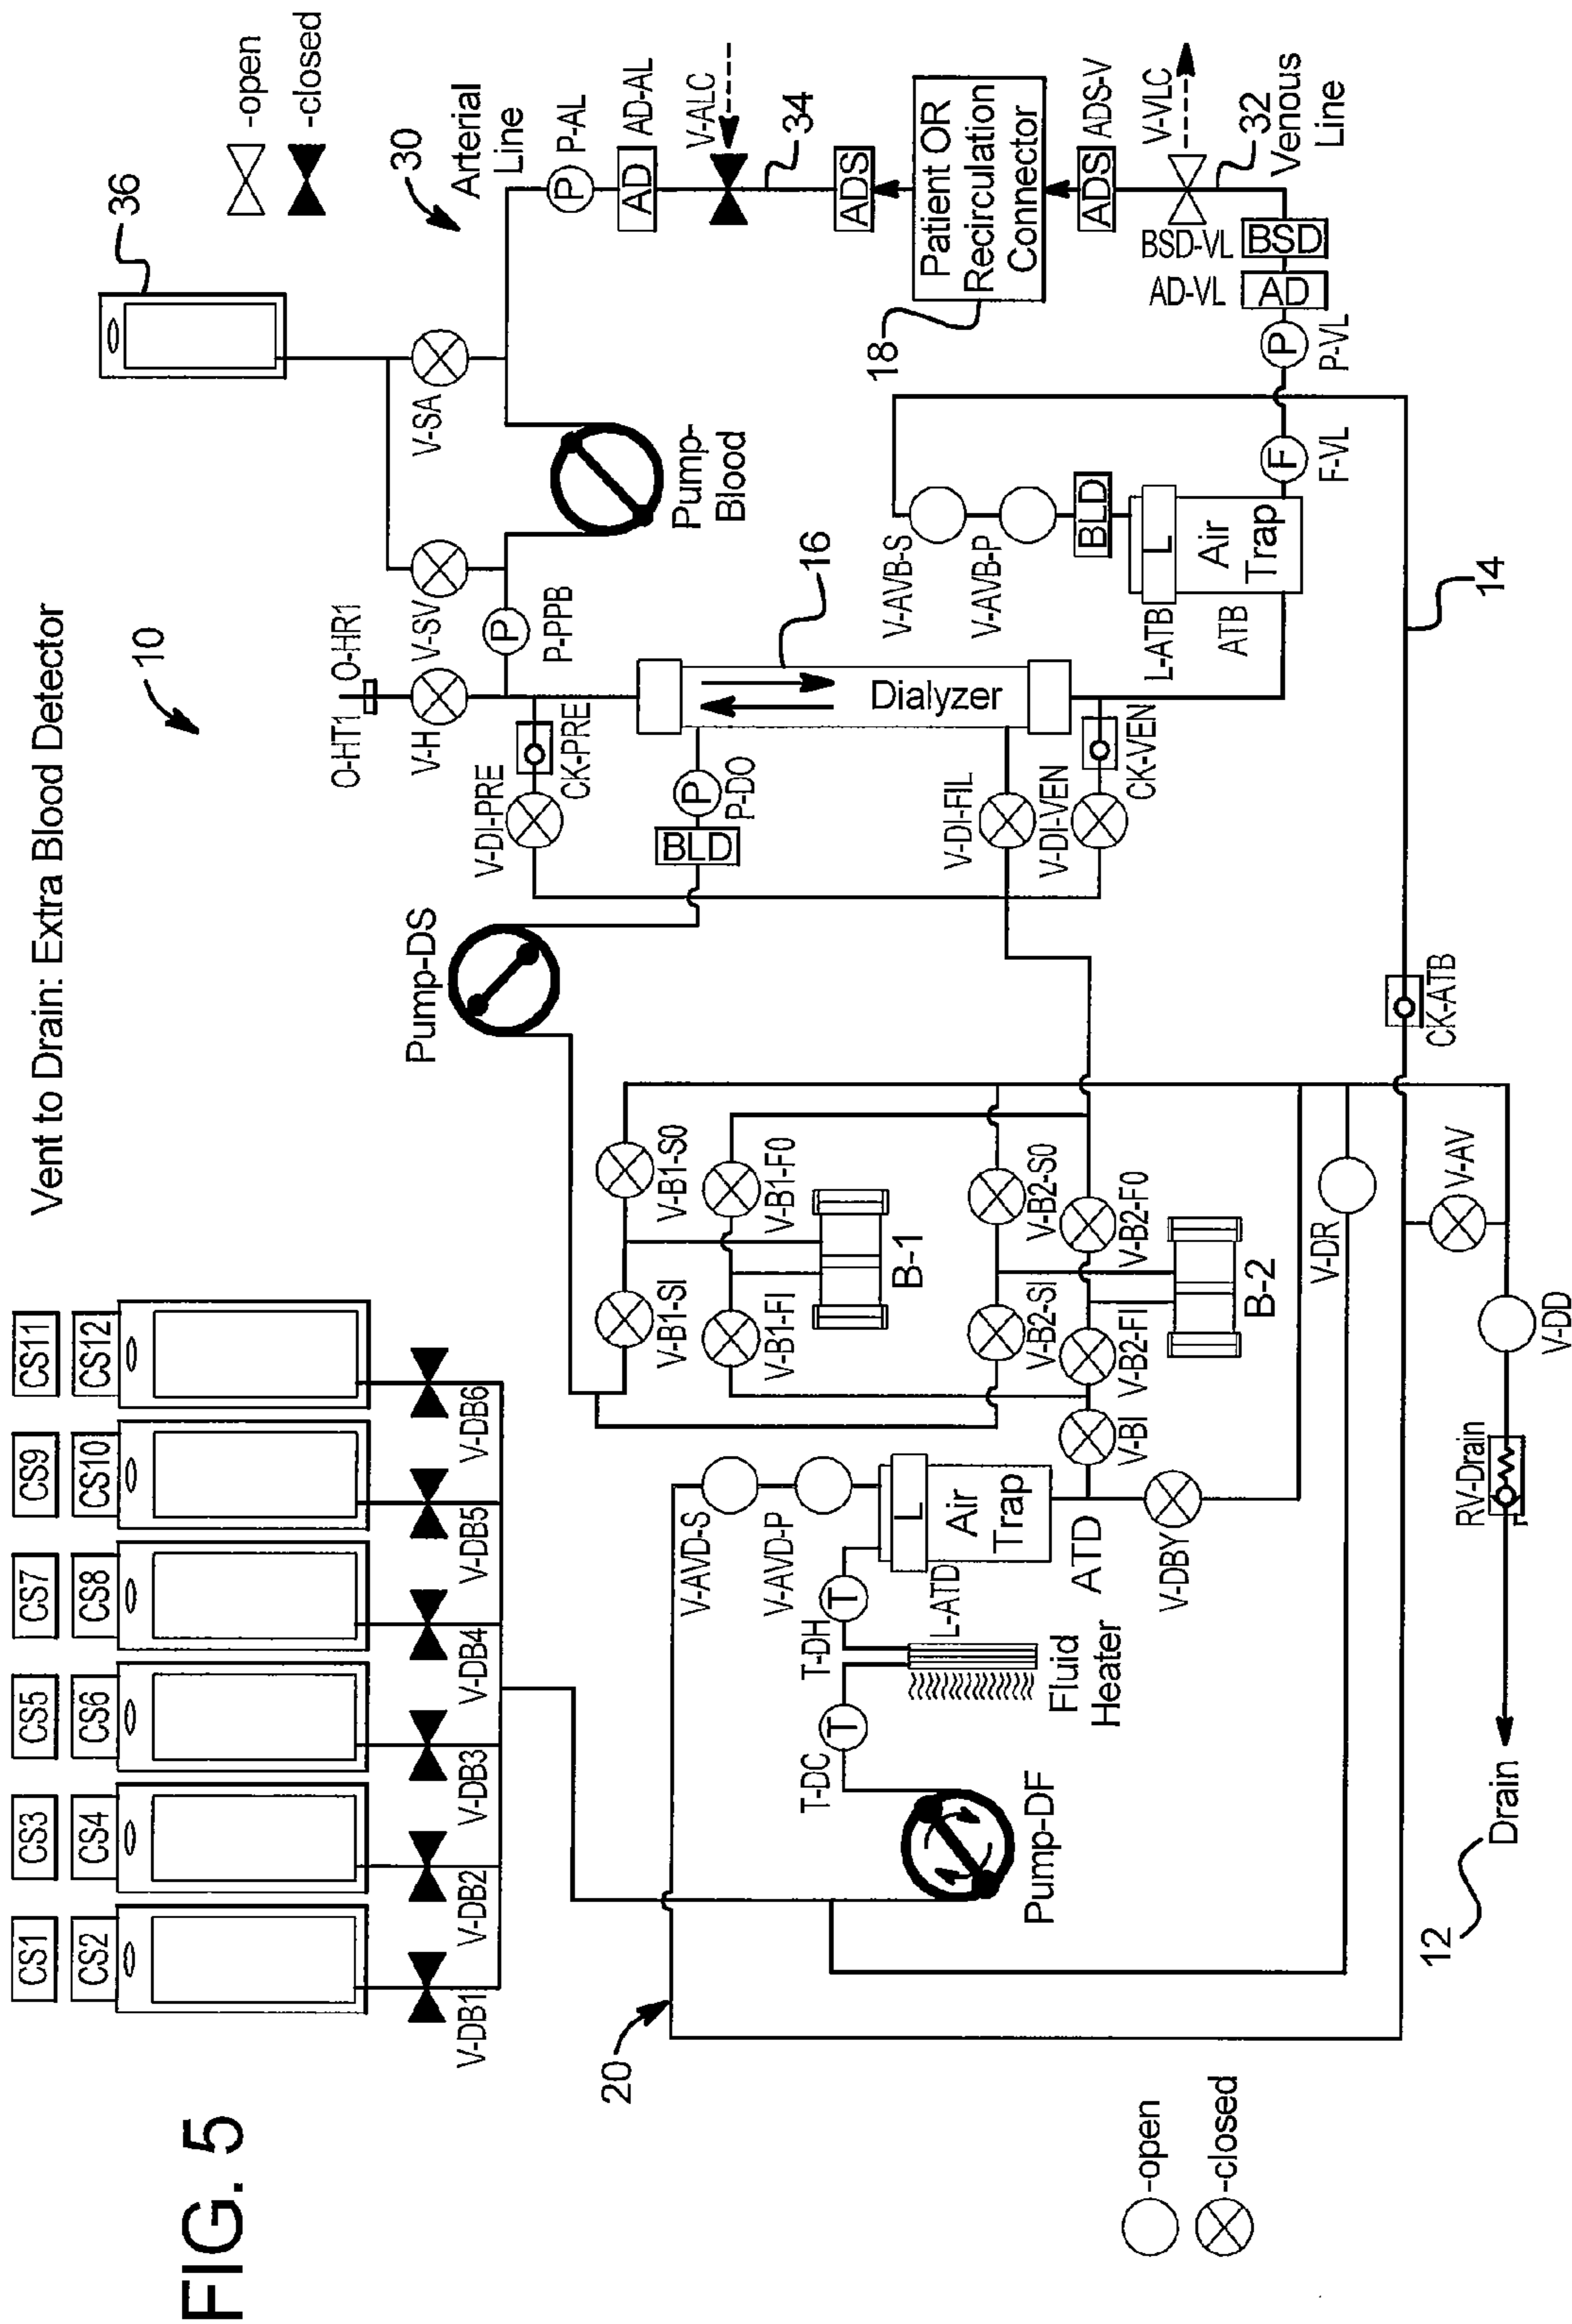 FIG. 5
Vent to Drain: Extra Blood Detector
10
CS1
CS2
CS3
CS4
CS5
CS6
CS7
CS8
CS9
CS10
CS11
CS12
V-DB1
V-DB2
V-DB3
V-DB4
V-DB5
V-DB6
-open
-closed
36
30
Arterial
Line
P-AL
P
AD-AL
AD
V-ALC
34
ADS
Patient OR
Recirculation
Connector
18
ADS
ADS-V
V-VLC
32
Venous
Line
BSD-VL
BSD
AD-VL
AD
P
P-VL
F
F-VL
V-SA
V-SV
Pump-
Blood
O-HT1
O-HR1
V-H
P
P-PPB
16
Dialyzer
V-DI-PRE
CK-PRE
P
P-DO
BLD
V-DI-FIL
V-DI-VEN
CK-VEN
V-AVB-S
V-AVB-P
BLD
L
L-ATB
Air
Trap
ATB
14
Pump-DS
CK-ATB
V-B1-S0
V-B1-SI
V-B1-F0
V-B1-FI
B-1
V-B2-S0
V-B2-SI
V-B2-F0
V-B2-FI
B-2
V-BI
V-DR
V-AV
V-DD
RV-Drain
Drain
12
V-AVD-S
V-AVD-P
L
L-ATD
Air
Trap
ATD
V-DBY
T
T-DH
Fluid
Heater
T
T-DC
Pump-DF
20
-open
-closed